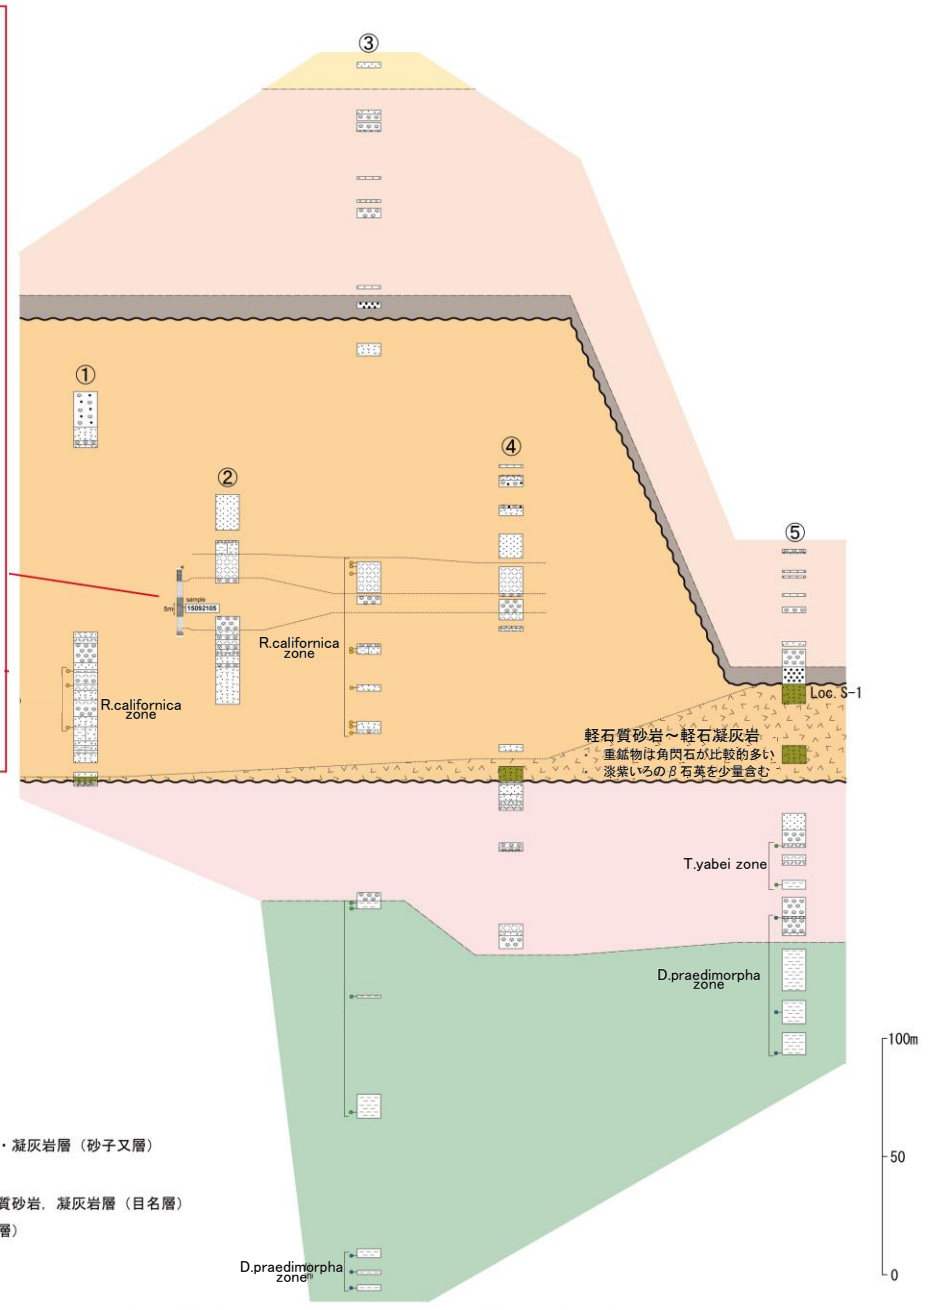 ③
①
④
②
⑤
sample
5m
15092105
R.californica
zone
R.californica
zone
Loc. S-1
軽石質砂岩～軽石凝灰岩
・ 重鉱物は角閃石が比較的多い
・ 淡紫いろのβ石英を少量含む
T.yabei zone
D.praedimorpha
zone
100m
50
0
・凝灰岩層（砂子又層）
質砂岩，凝灰岩層（目名層）
層）
D.praedimorpha
zone